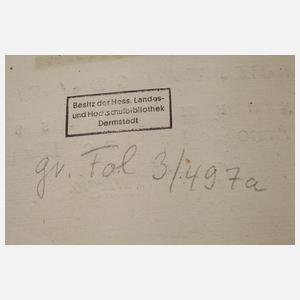 Besitz der Hess. Landes-
und Hochschulbibliothek
Darmstadt
gr. Fol 3/497a